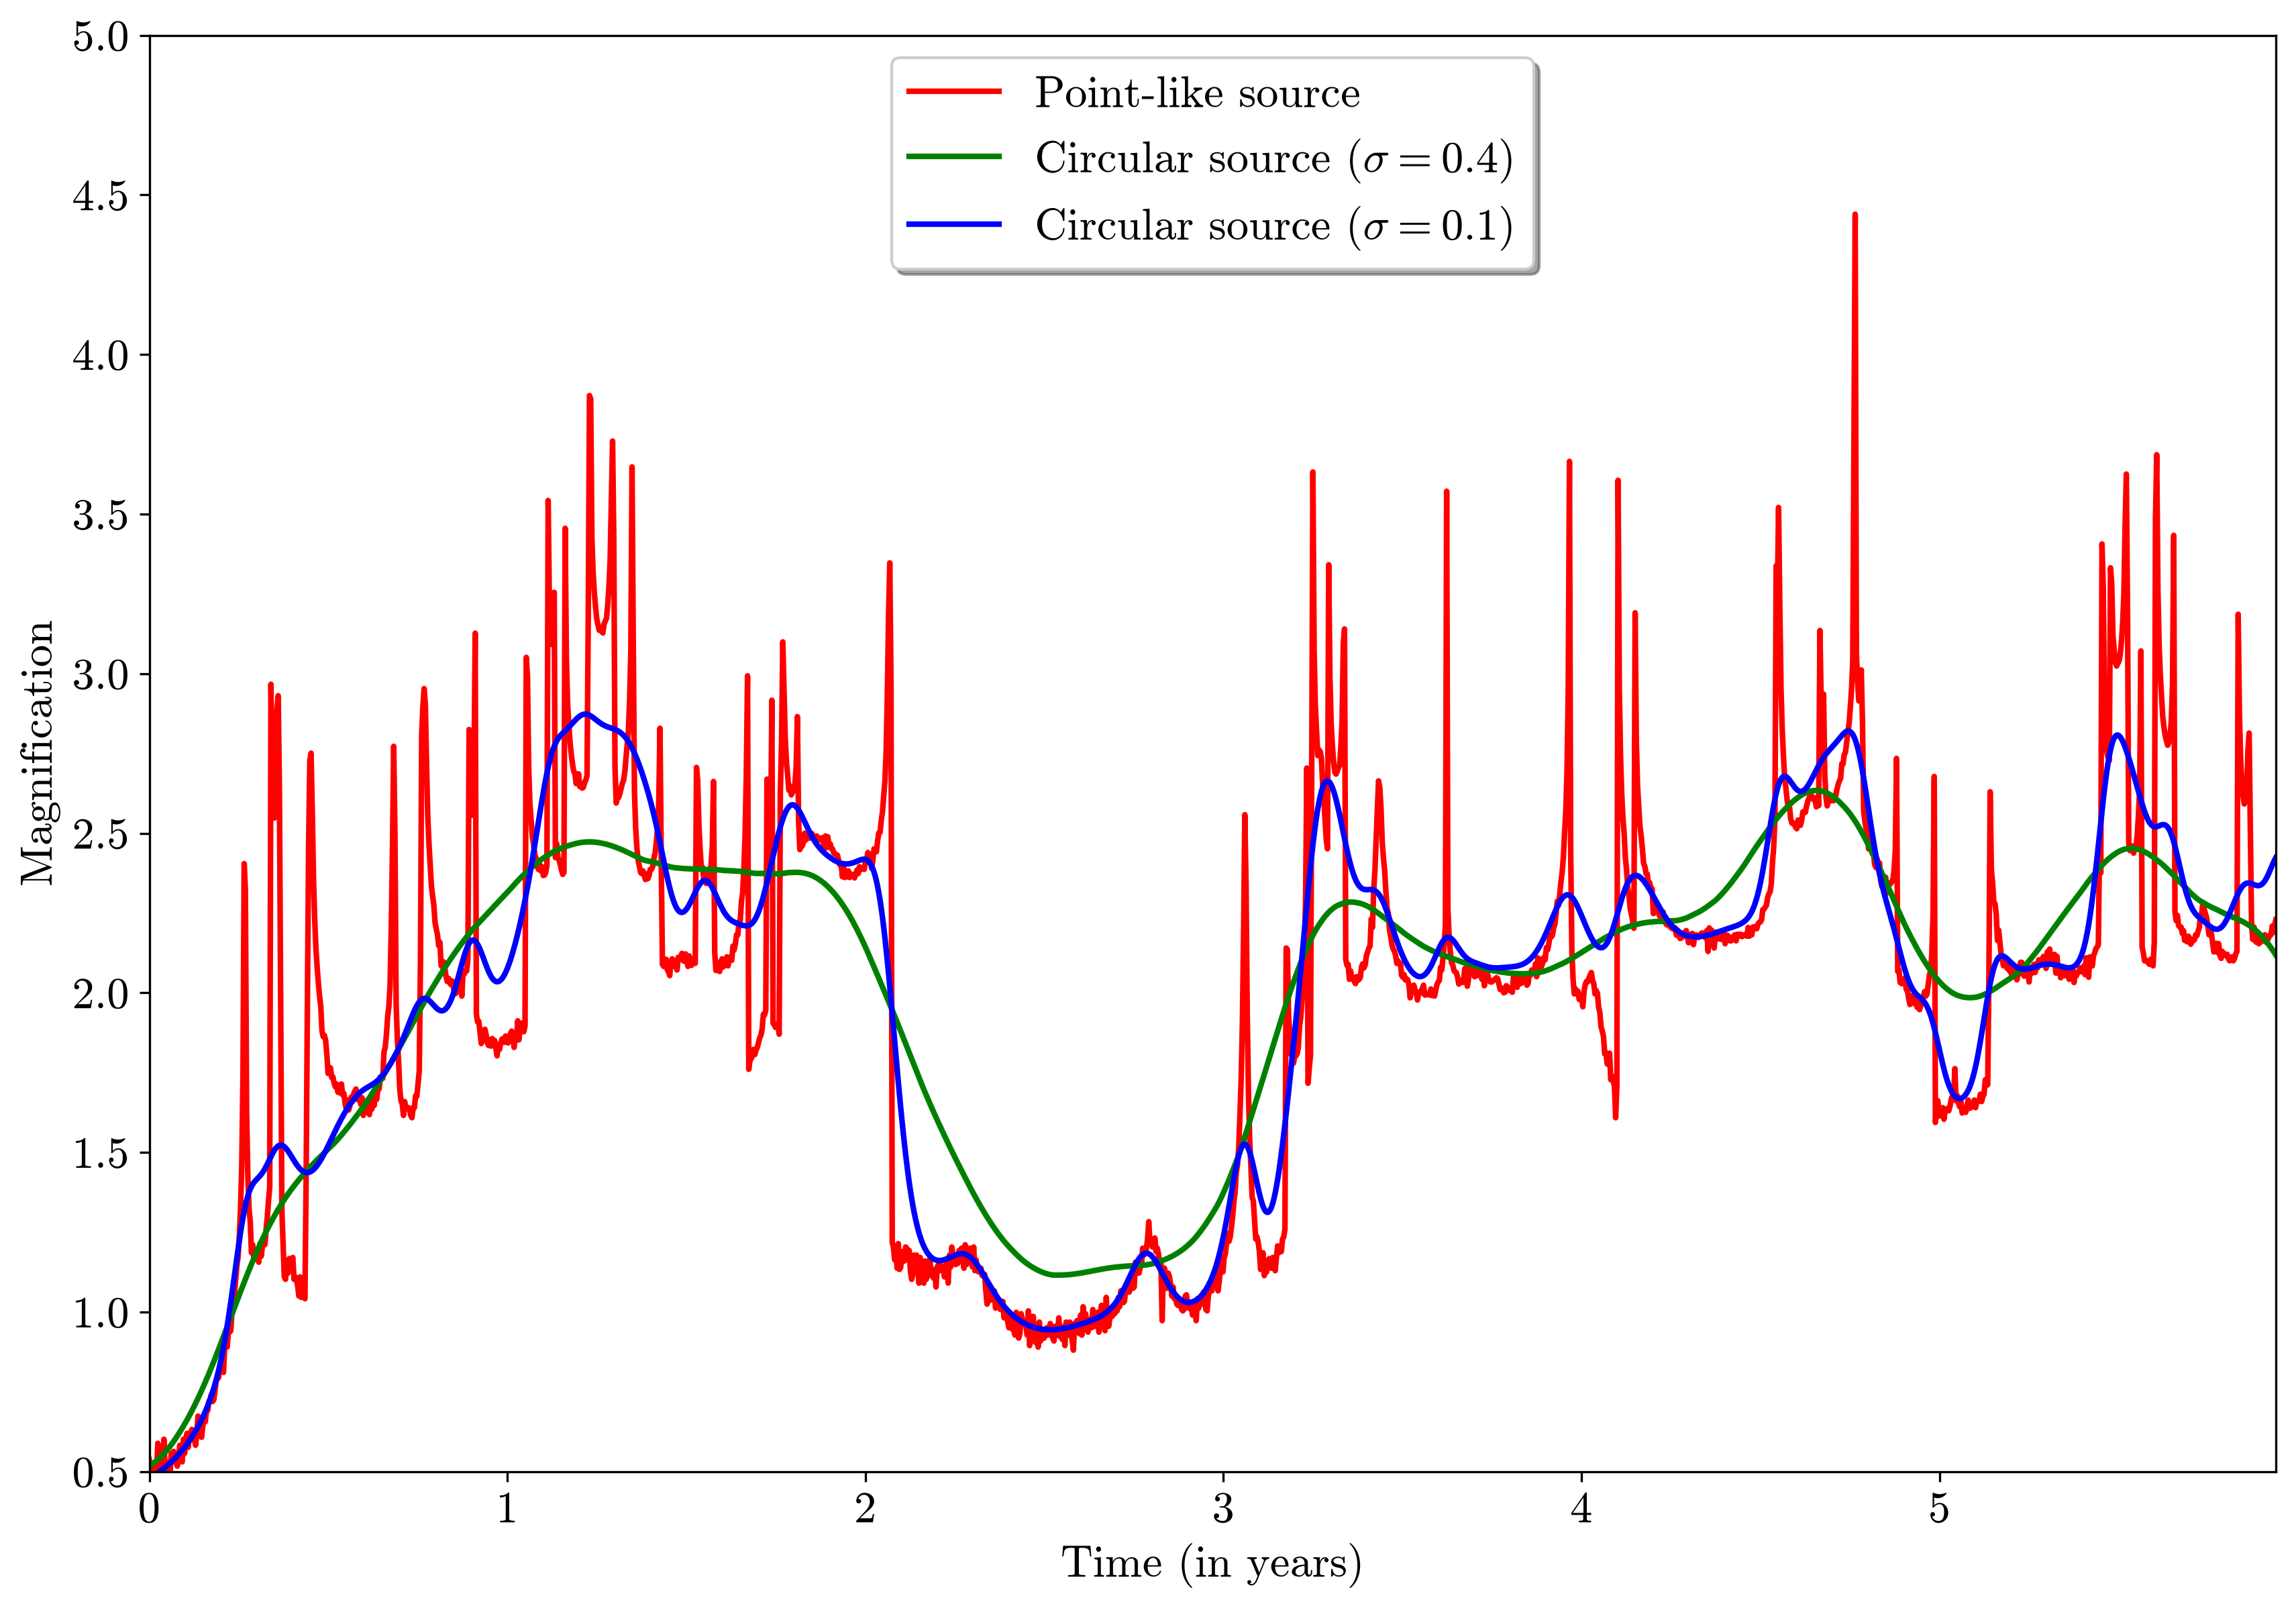 5.0
4.5
4.0
3.5
3.0
2.5
2.0
1.5
1.0
0.5
Magnification
Point-like source
Circular source (σ = 0.4)
Circular source (σ = 0.1)
0 1 2 3 4 5
Time (in years)